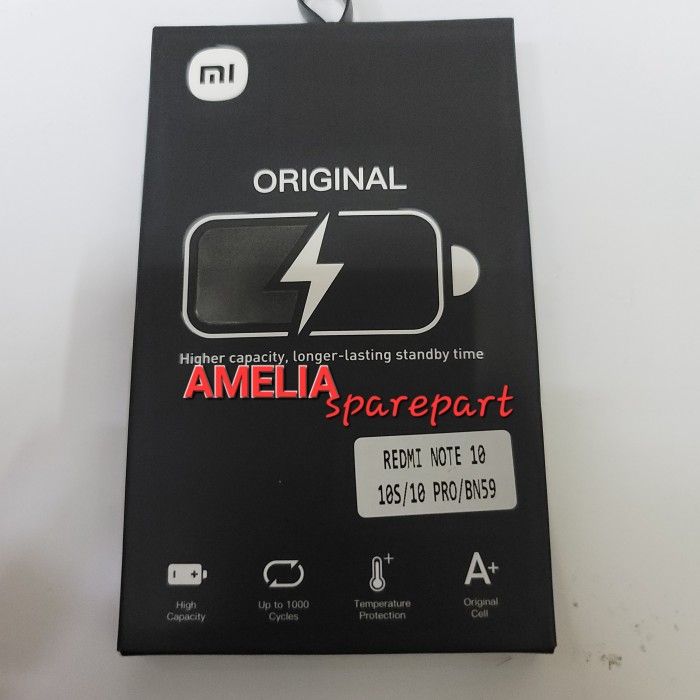 mi
ORIGINAL
Higher capacity, longer-lasting standby time
AMELIA
sparepart
REDMI NOTE 10
10S/10 PRO/BN59
High
Capacity
Up to 1000
Cycles
Temperature
Protection
A+
Original
Cell